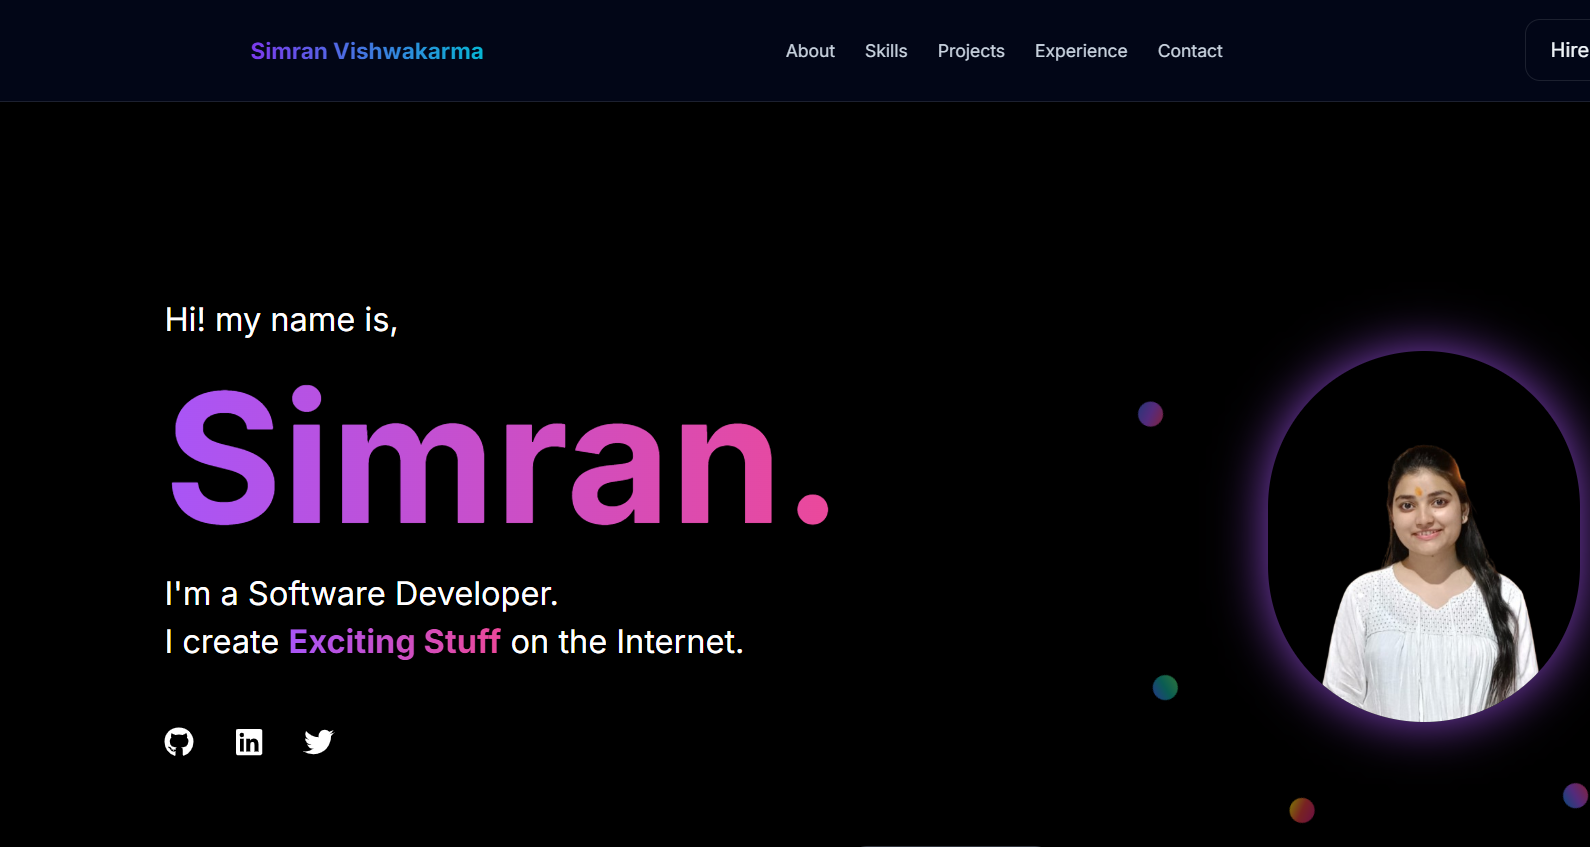 Simran Vishwakarma
About Skills Projects Experience Contact
Hire
Hi! my name is,
Simran.
I'm a Software Developer.
I create Exciting Stuff on the Internet.